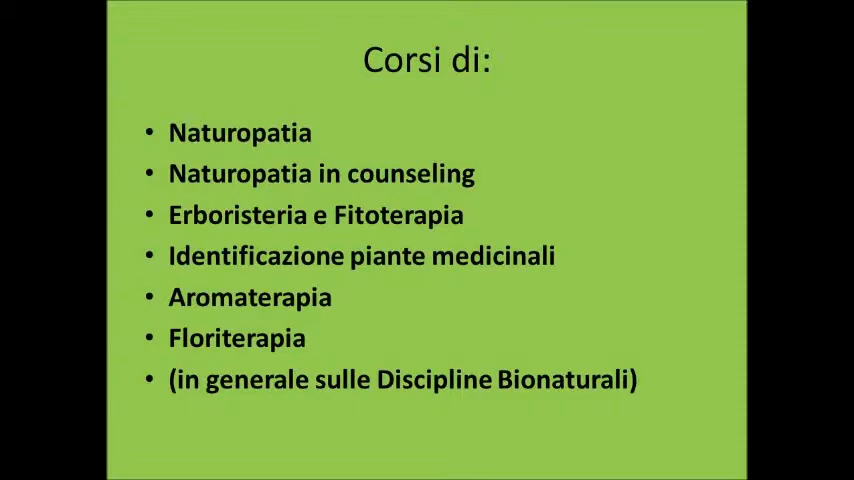 Corsi di:
• Naturopatia
• Naturopatia in counseling
• Erboristeria e Fitoterapia
• Identificazione piante medicinali
• Aromaterapia
• Floriterapia
• (in generale sulle Discipline Bionaturali)